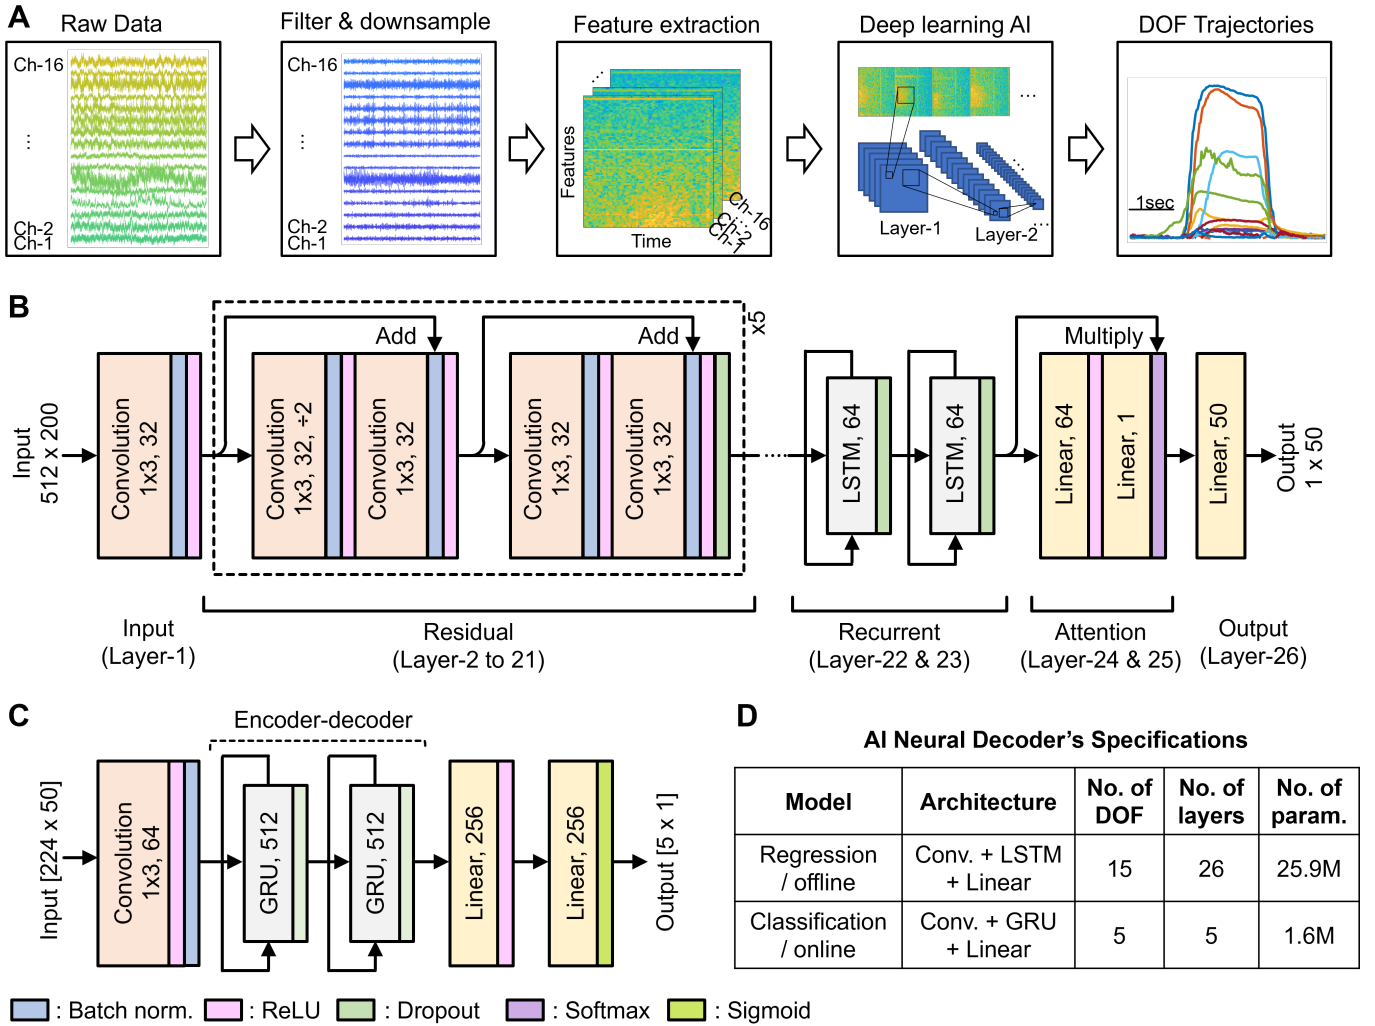 A
Raw Data
Filter & downsample
Feature extraction
Deep learning AI
DOF Trajectories
Ch-16
...
Ch-2
Ch-1
Ch-16
...
Ch-2
Ch-1
...
Features
Time
Ch-16
...
Ch-2
Ch-1
...
...
...
Layer-1
Layer-2
1sec
B
Input
512 x 200
Convolution
1x3, 32
Add
Convolution
1x3, 32, ÷2
Convolution
1x3, 32
Add
Convolution
1x3, 32
Convolution
1x3, 32
x5
LSTM, 64
LSTM, 64
Multiply
Linear, 64
Linear, 1
Linear, 50
Output
1 x 50
Input
(Layer-1)
Residual
(Layer-2 to 21)
Recurrent
(Layer-22 & 23)
Attention
(Layer-24 & 25)
Output
(Layer-26)
C
Encoder-decoder
Input [224 x 50]
Convolution
1x3, 64
GRU, 512
GRU, 512
Linear, 256
Linear, 256
Output [5 x 1]
D
AI Neural Decoder's Specifications
Model
Architecture
No. of
DOF
No. of
layers
No. of
param.
Regression
/ offline
Conv. + LSTM
+ Linear
15
26
25.9M
Classification
/ online
Conv. + GRU
+ Linear
5
5
1.6M
: Batch norm.
: ReLU
: Dropout
: Softmax
: Sigmoid